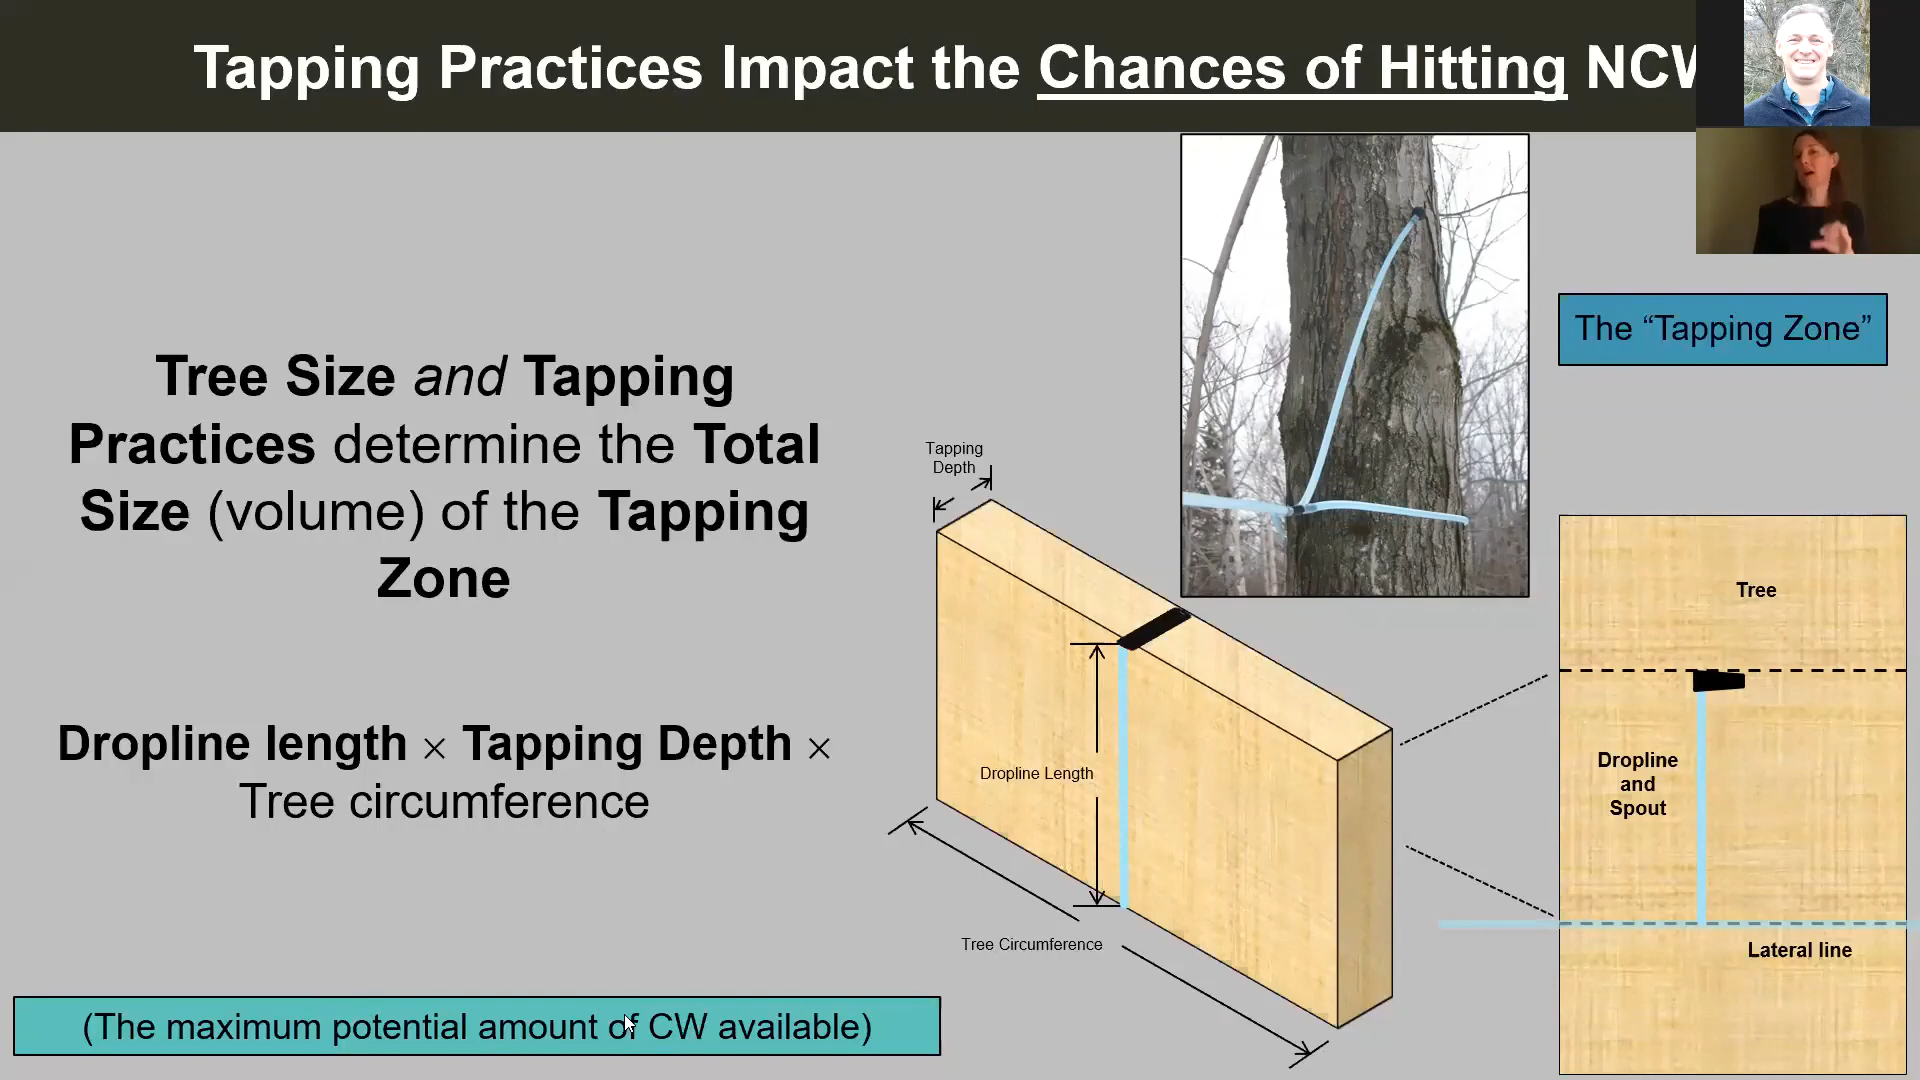 Tapping Practices Impact the Chances of Hitting NCW
The “Tapping Zone”
Tree Size and Tapping
Practices determine the Total
Size (volume) of the Tapping
Zone
Dropline length × Tapping Depth ×
Tree circumference
(The maximum potential amount of CW available)
Tapping
Depth
Dropline Length
Tree Circumference
Tree
Dropline
and
Spout
Lateral line